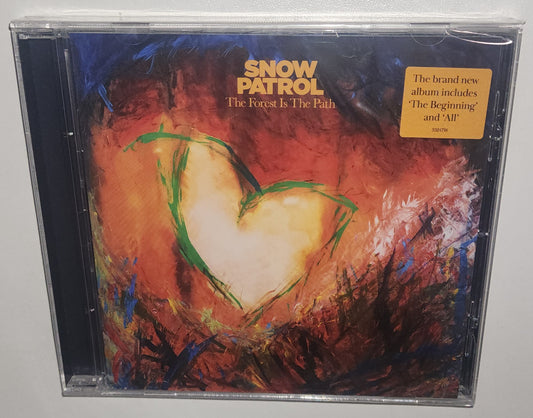 SNOW
PATROL
The Forest Is The Path
The brand new
album includes
‘The Beginning’
and ‘All’